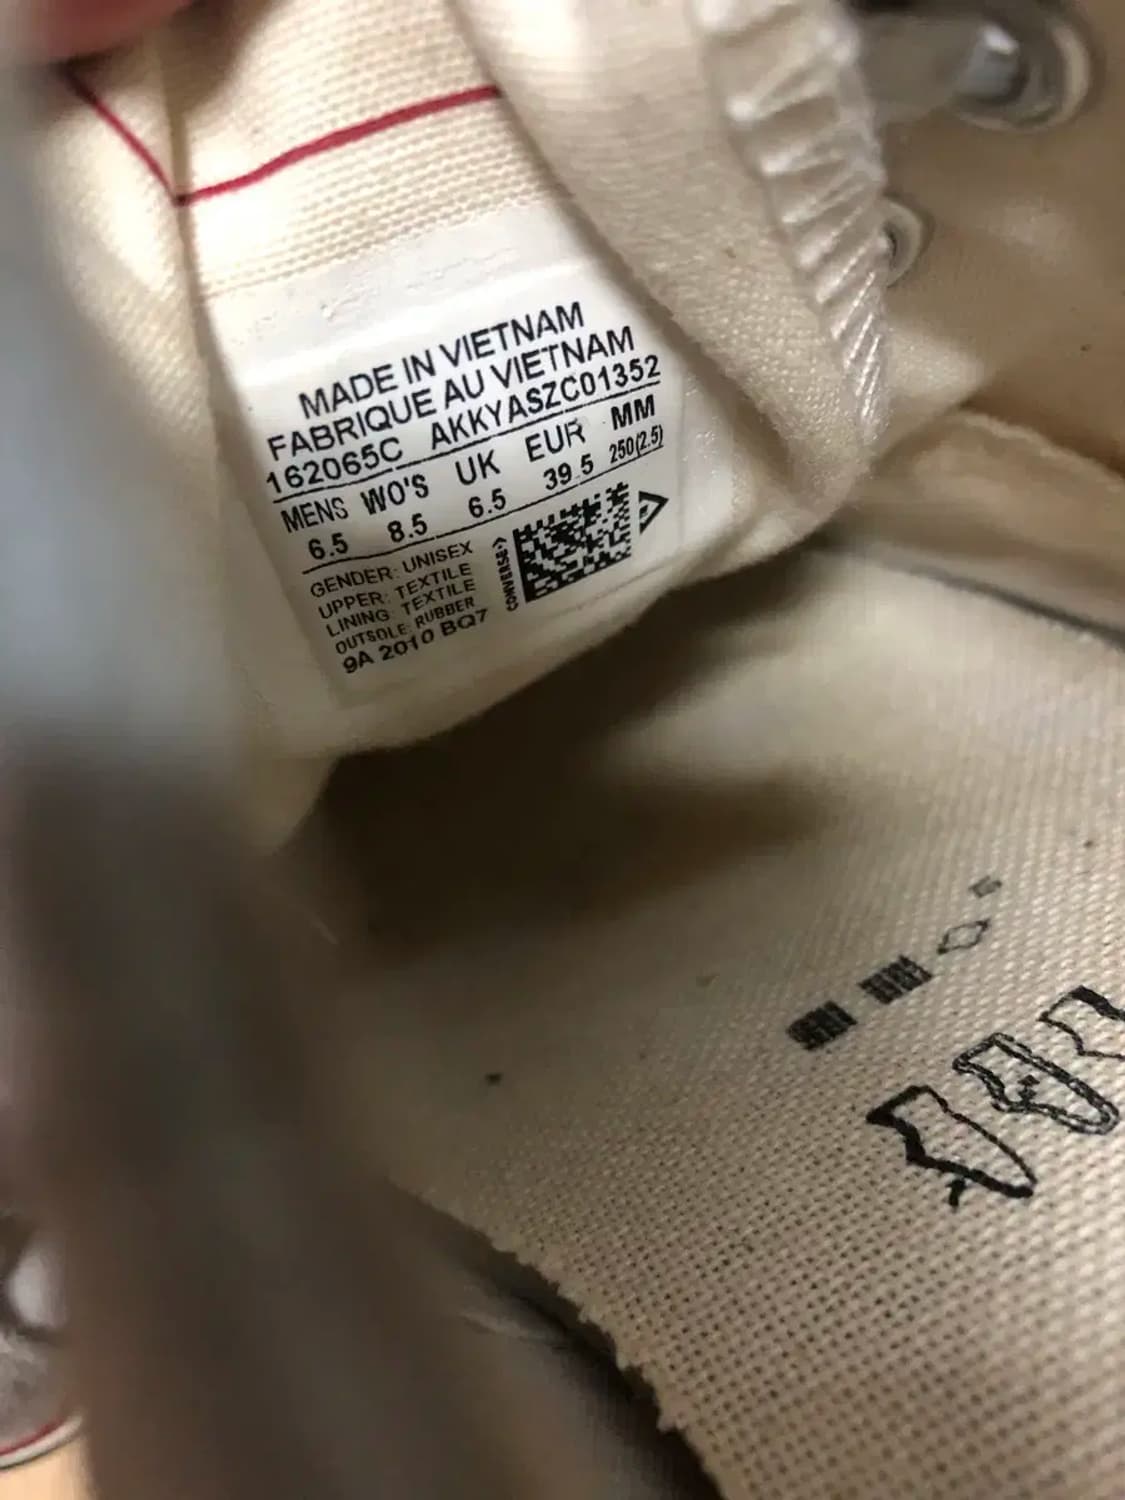 MADE IN VIETNAM
FABRIQUE AU VIETNAM
162065C AKKYASZC01352
MENS WO'S UK EUR MM
6.5 8.5 6.5 39.5 250(2.5)
GENDER: UNISEX
UPPER: TEXTILE
LINING: TEXTILE
OUTSOLE: RUBBER
9A 2010 BQ7
CONVERSE